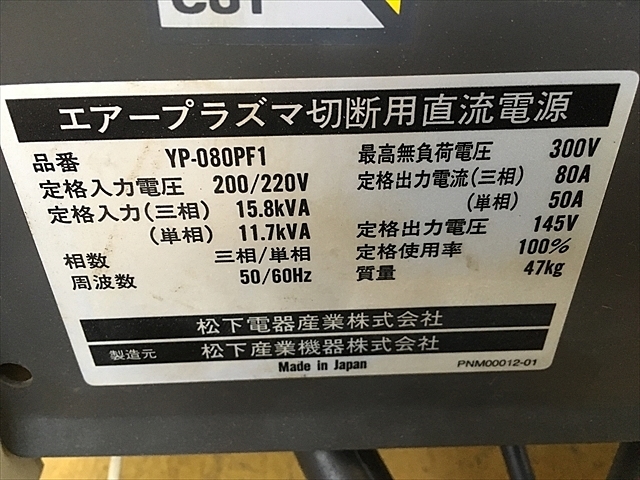 CUT
エアープラズマ切断用直流電源
品番 YP-080PF1
定格入力電圧 200/220V
定格入力(三相) 15.8kVA
(単相) 11.7kVA
相数 三相/単相
周波数 50/60Hz
最高無負荷電圧 300V
定格出力電流(三相) 80A
(単相) 50A
定格出力電圧 145V
定格使用率 100%
質量 47kg
松下電器産業株式会社
製造元 松下産業機器株式会社
Made in Japan PNM00012-01